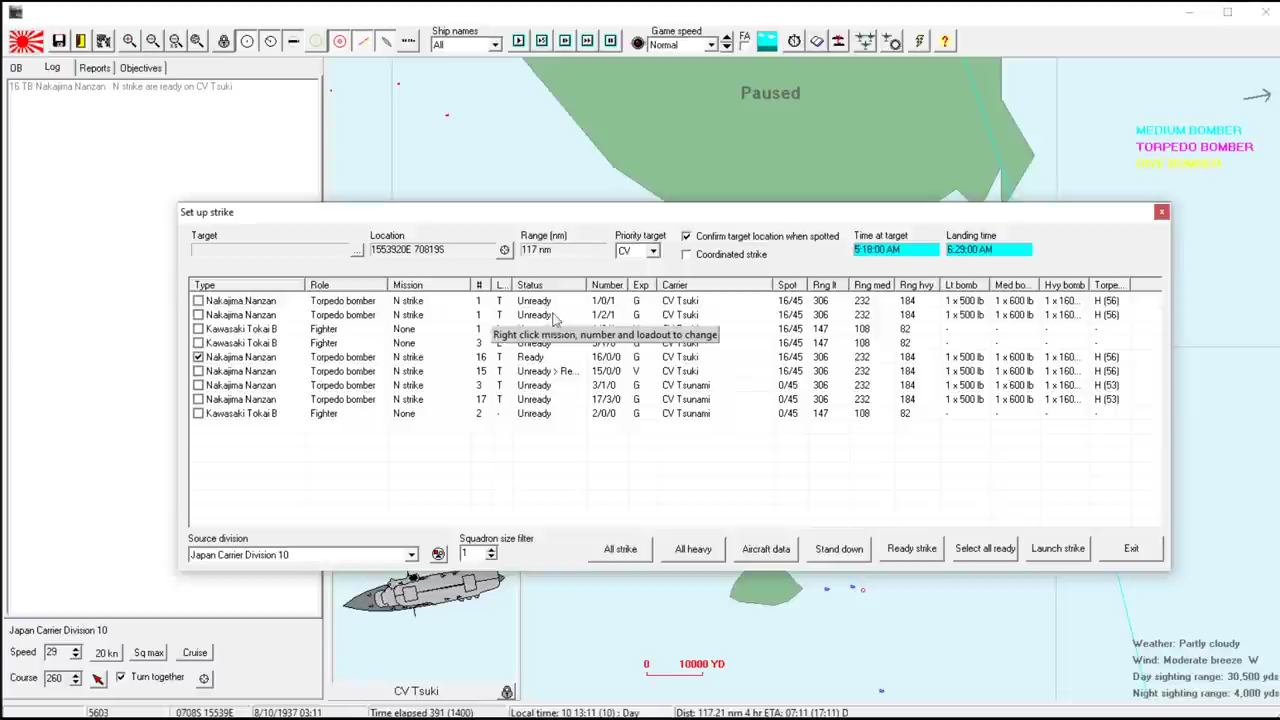 Ship names
Game speed
FA
All
Normal
OB
Log
Reports
Objectives
16 TB Nakajima Nanzan N strike are ready on CV Tsuki
Paused
MEDIUM BOMBER
TORPEDO BOMBER
DIVE BOMBER
Set up strike
Target
Location
Range (nm)
Priority target
Confirm target location when spotted
Time at target
Landing time
1553920E 70819S
117 nm
CV
Coordinated strike
5:18:00 AM
6:29:00 AM
Type Role Mission # L... Status Number Exp Carrier Spot Rng lt Rng med Rng hvy Lt bomb Med bo... Hvy bomb Torpe...
Nakajima Nanzan Torpedo bomber N strike 1 T Unready 1/0/1 G CV Tsuki 16/45 306 232 184 1 x 500 lb 1 x 600 lb 1 x 160... H (56)
Nakajima Nanzan Torpedo bomber N strike 1 T Unready 1/2/1 G CV Tsuki 16/45 306 232 184 1 x 500 lb 1 x 600 lb 1 x 160... H (56)
Kawasaki Tokai B Fighter None 16/45 147 108 82 - - - -
Right click mission, number and loadout to change
Kawasaki Tokai B Fighter None 3 16/45 147 108 82 - - - -
Nakajima Nanzan Torpedo bomber N strike 16 T Ready 16/0/0 G CV Tsuki 16/45 306 232 184 1 x 500 lb 1 x 600 lb 1 x 160... H (56)
Nakajima Nanzan Torpedo bomber N strike 15 T Unready > Re... 15/0/0 V CV Tsuki 16/45 306 232 184 1 x 500 lb 1 x 600 lb 1 x 160... H (56)
Nakajima Nanzan Torpedo bomber N strike 3 T Unready 3/1/0 G CV Tsunami 0/45 306 232 184 1 x 500 lb 1 x 600 lb 1 x 160... H (53)
Nakajima Nanzan Torpedo bomber N strike 17 T Unready 17/3/0 G CV Tsunami 0/45 306 232 184 1 x 500 lb 1 x 600 lb 1 x 160... H (53)
Kawasaki Tokai B Fighter None 2 - Unready 2/0/0 G CV Tsunami 0/45 147 108 82 - - - -
Source division
Squadron size filter
Japan Carrier Division 10
1
All strike
All heavy
Aircraft data
Stand down
Ready strike
Select all ready
Launch strike
Exit
Japan Carrier Division 10
Speed 29 20 kn Sq max Cruise
Course 260 Turn together
CV Tsuki
0 10000 YD
Weather: Partly cloudy
Wind: Moderate breeze W
Day sighting range: 30,500 yds
Night sighting range: 4,000 yds
5603 0708S 15539E 8/10/1937 03:11 Time elapsed 391 (1400) Local time: 10 13:11 (10) : Day Dist: 117.21 nm 4 hr ETA: 07:11 (17:11) D